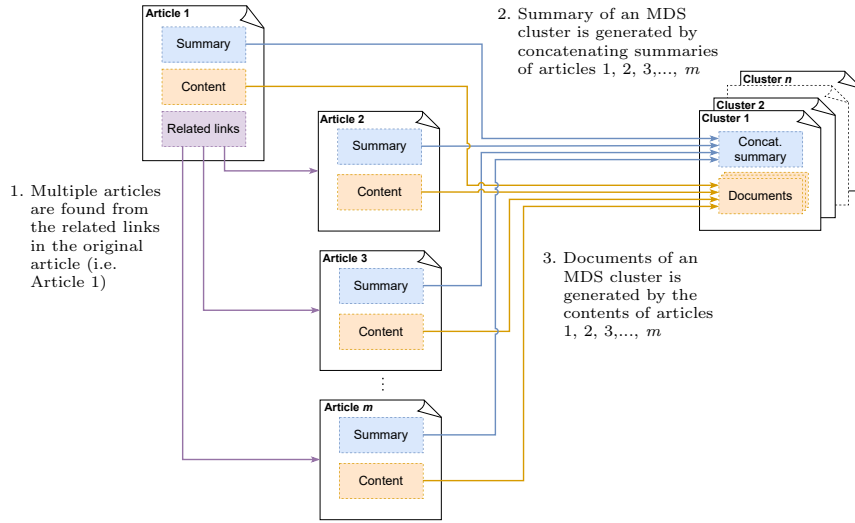 Article 1
Summary
Content
Related links
2. Summary of an MDS
cluster is generated by
concatenating summaries
of articles 1, 2, 3,..., m
Cluster n
Cluster 2
Cluster 1
Concat.
summary
Documents
Article 2
Summary
Content
1. Multiple articles
are found from
the related links
in the original
article (i.e.
Article 1)
Article 3
Summary
Content
3. Documents of an
MDS cluster is
generated by the
contents of articles
1, 2, 3,..., m
...
Article m
Summary
Content